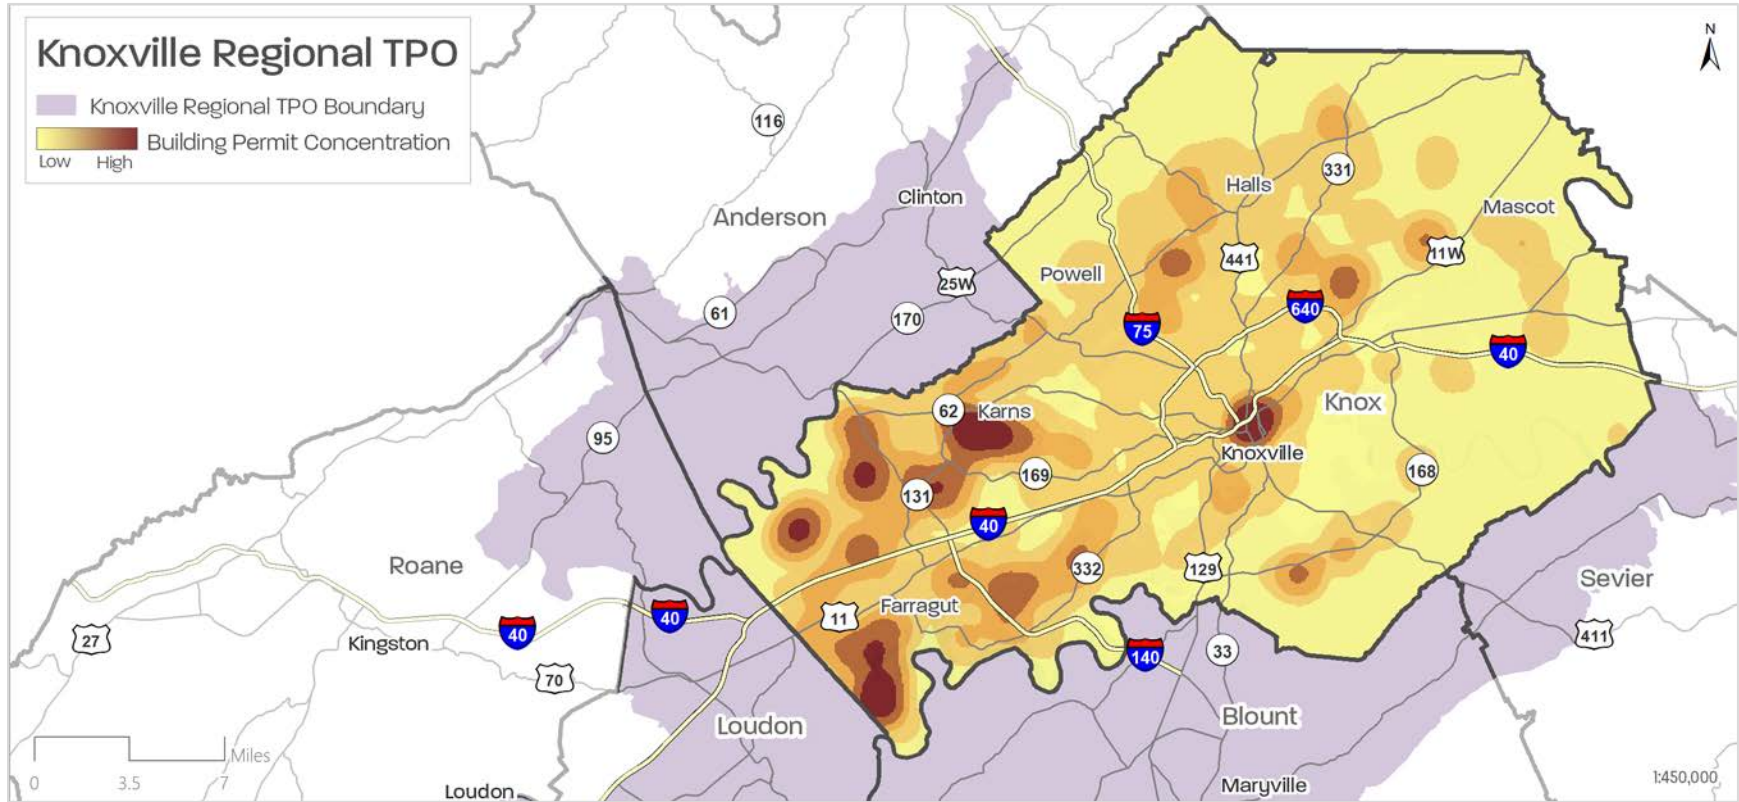 Knoxville Regional TPO
Knoxville Regional TPO Boundary
Building Permit Concentration
Low High
N
116
331
Halls
Clinton
Anderson
Mascot
441
11W
Powell
25W
61
170
640
75
40
62
Karns
Knox
95
Knoxville
169
168
131
40
Roane
332
129
Sevier
Farragut
40
11
40
27
Kingston
411
33
140
70
Loudon
Blount
Miles
0 3.5 7
1:450,000
Loudon
Maryville